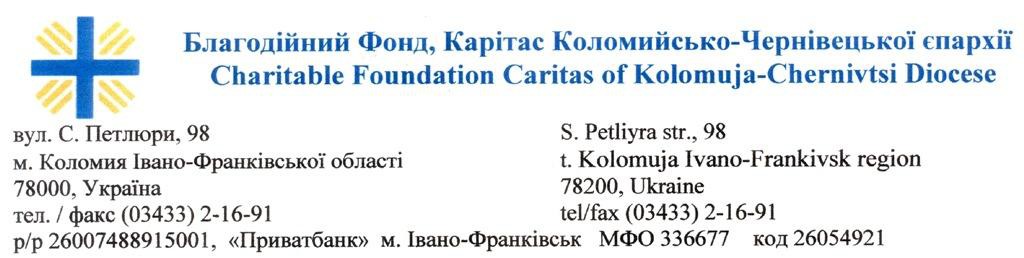 Благодійний Фонд, Карітас Коломийсько-Чернівецької єпархії
Charitable Foundation Caritas of Kolomuja-Chernivtsi Diocese
вул. С. Петлюри, 98
м. Коломия Івано-Франківської області
78000, Україна
тел. / факс (03433) 2-16-91
S. Petliyra str., 98
t. Kolomuja Ivano-Frankivsk region
78200, Ukraine
tel/fax (03433) 2-16-91
р/р 26007488915001, «Приватбанк» м. Івано-Франківськ МФО 336677 код 26054921